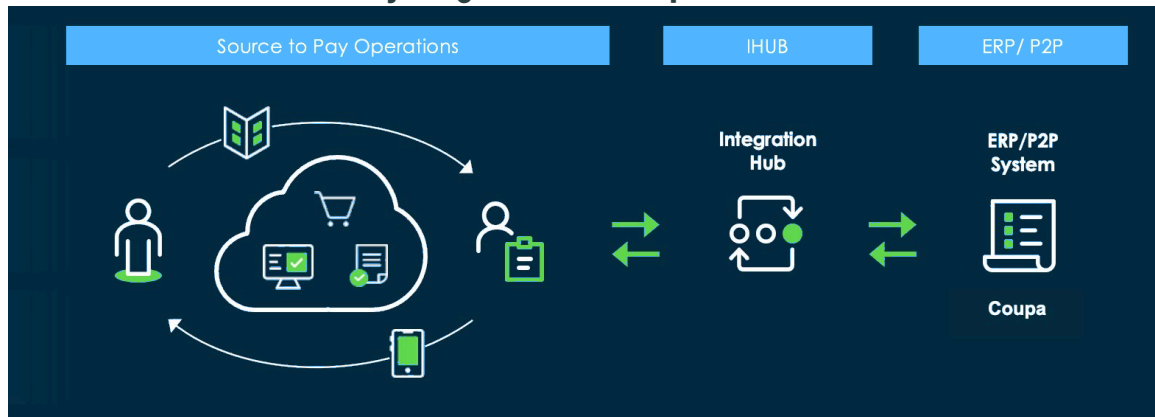 Source to Pay Operations
IHUB
ERP/ P2P
Integration
Hub
ERP/P2P
System
Coupa